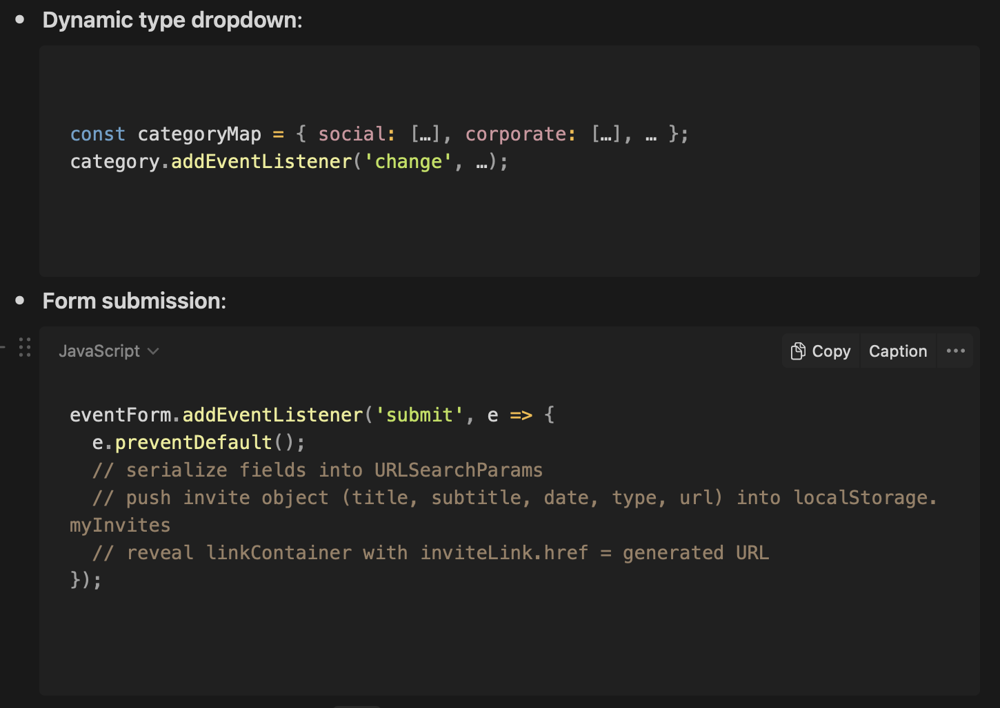 • Dynamic type dropdown:
const categoryMap = { social: […], corporate: […], … };
category.addEventListener('change', …);
• Form submission:
JavaScript
Copy Caption
eventForm.addEventListener('submit', e => {
  e.preventDefault();
  // serialize fields into URLSearchParams
  // push invite object (title, subtitle, date, type, url) into localStorage.
myInvites
  // reveal linkContainer with inviteLink.href = generated URL
});